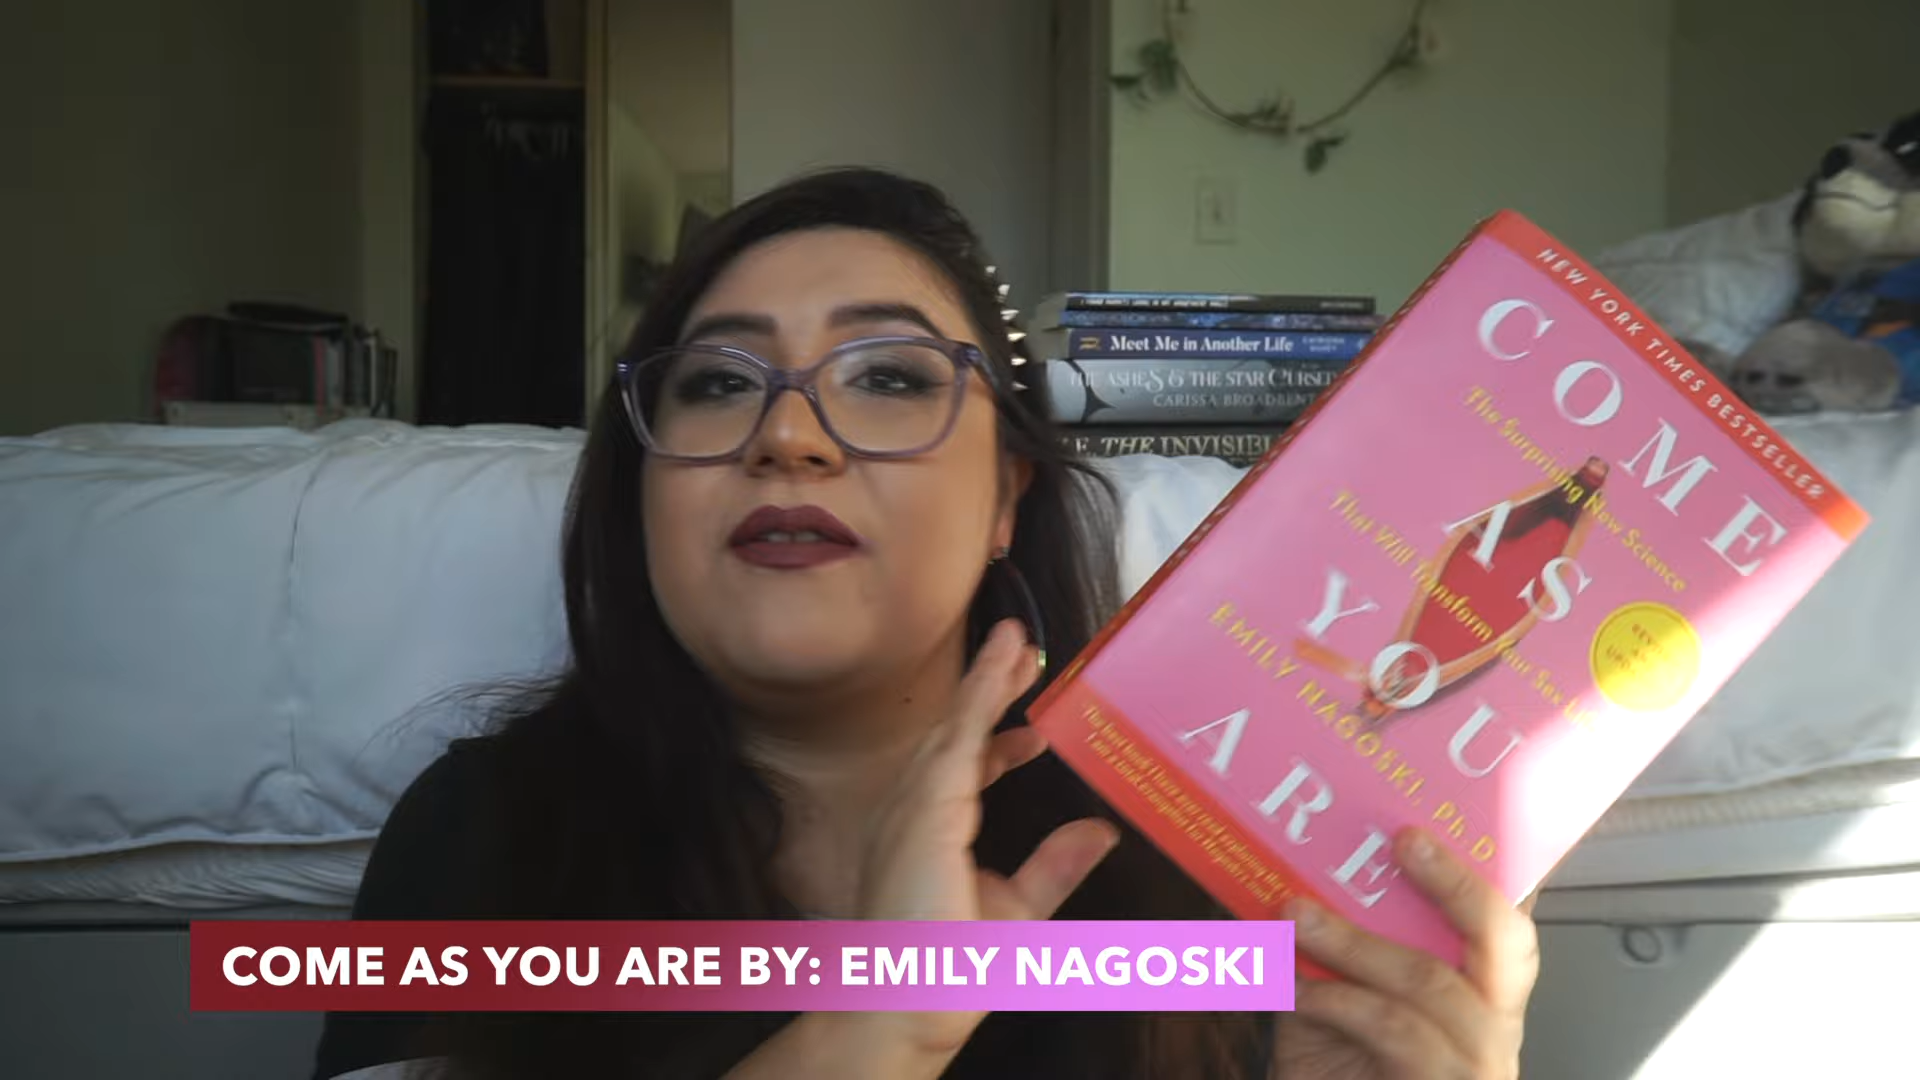 Meet Me in Another Life
THE ASHES & THE STAR CURSED
CARISSA BROADBENT
THE INVISIBL
NEW YORK TIMES BESTSELLER
COME
The Surprising New Science
AS
That Will Transform Your Sex
YOU
EMILY NAGOSKI, Ph.D
ARE
COME AS YOU ARE BY: EMILY NAGOSKI